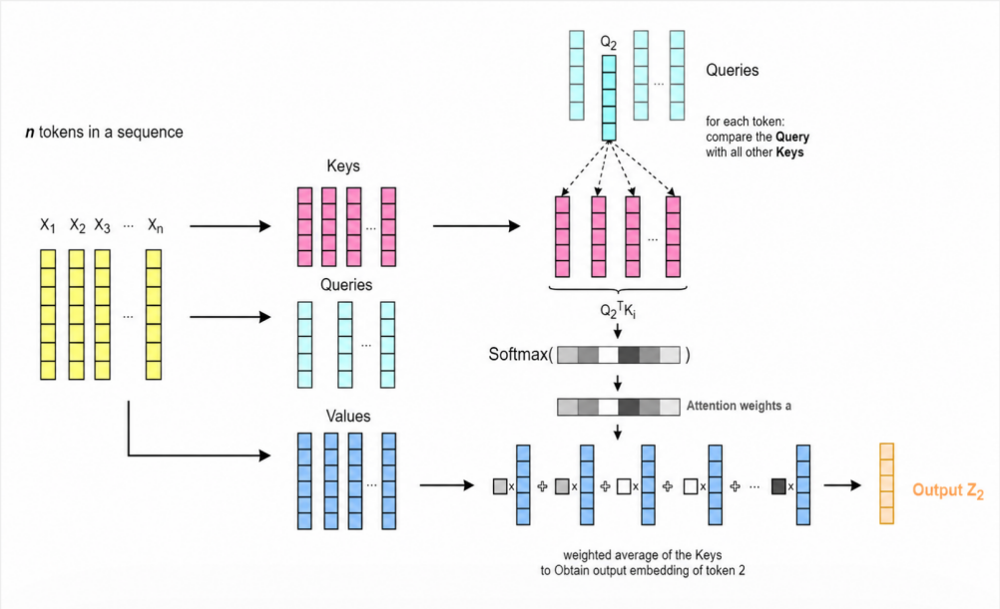 n tokens in a sequence
X1 X2 X3 ... Xn
Keys
Queries
Values
...
...
...
Q2
Queries
...
for each token:
compare the Query
with all other Keys
...
Q2TKi
Softmax( )
Attention weights a
x + x + x + x + ... x
Output Z2
weighted average of the Keys
to Obtain output embedding of token 2